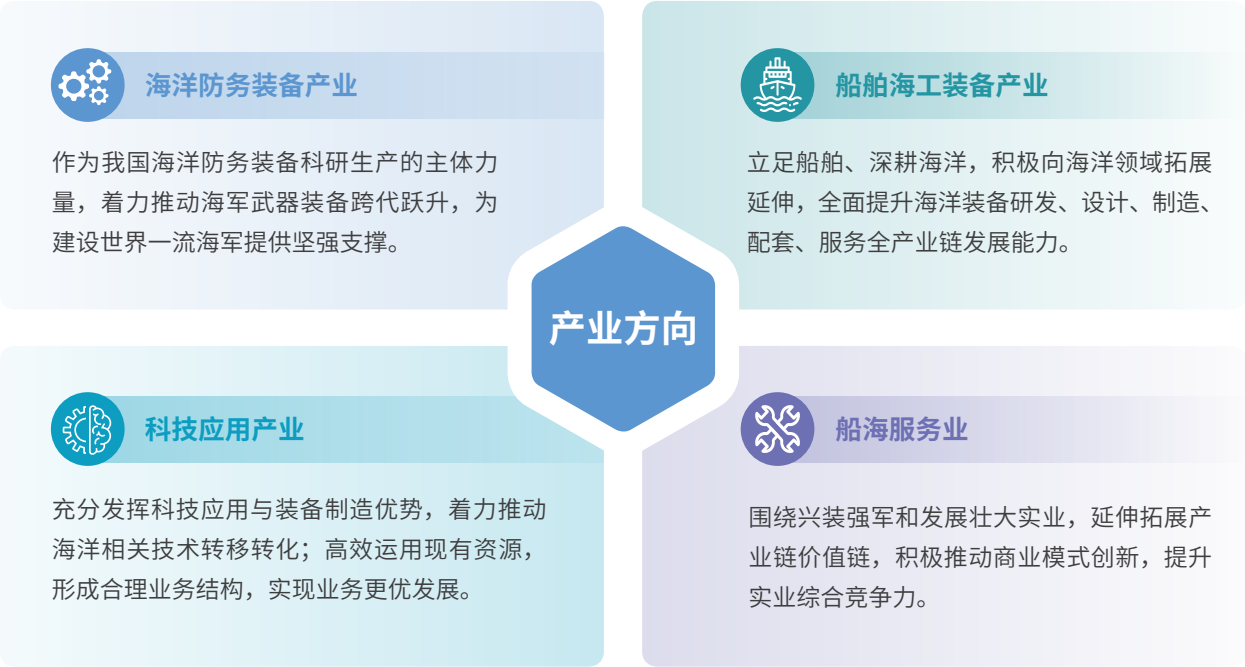 海洋防务装备产业
作为我国海洋防务装备科研生产的主体力
量，着力推动海军武器装备跨代跃升，为
建设世界一流海军提供坚强支撑。
船舶海工装备产业
立足船舶、深耕海洋，积极向海洋领域拓展
延伸，全面提升海洋装备研发、设计、制造、
配套、服务全产业链发展能力。
产业方向
科技应用产业
充分发挥科技应用与装备制造优势，着力推动
海洋相关技术转移转化；高效运用现有资源，
形成合理业务结构，实现业务更优发展。
船海服务业
围绕兴装强军和发展壮大实业，延伸拓展产
业链价值链，积极推动商业模式创新，提升
实业综合竞争力。